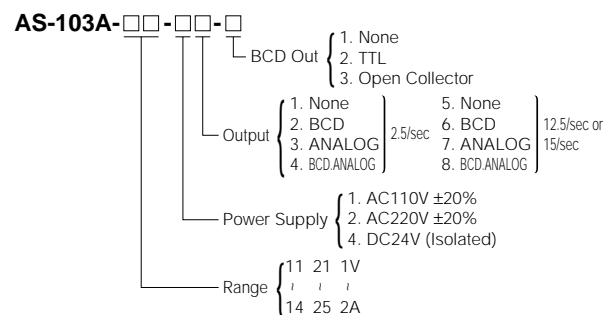 AS-103A-□□-□□-□
BCD Out
1. None
2. TTL
3. Open Collector
Output
1. None
2. BCD
3. ANALOG
4. BCD.ANALOG
2.5/sec
5. None
6. BCD
7. ANALOG
8. BCD.ANALOG
12.5/sec or
15/sec
Power Supply
1. AC110V ±20%
2. AC220V ±20%
4. DC24V (Isolated)
Range
11 21 1V
~ ~ ~
14 25 2A